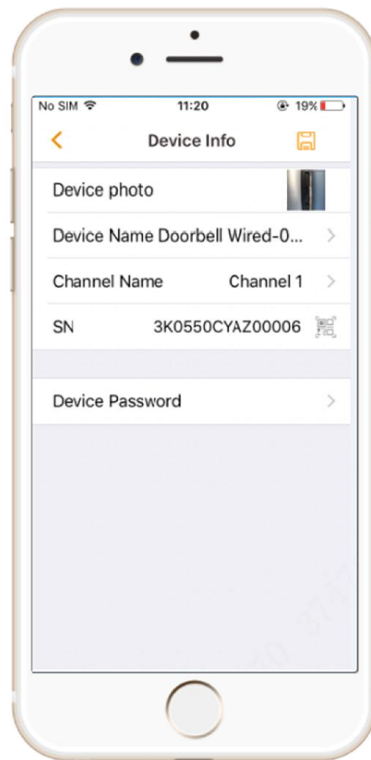 No SIM 11:20 19%
Device Info
Device photo
Device Name Doorbell Wired-0...
Channel Name Channel 1
SN 3K0550CYAZ00006
Device Password